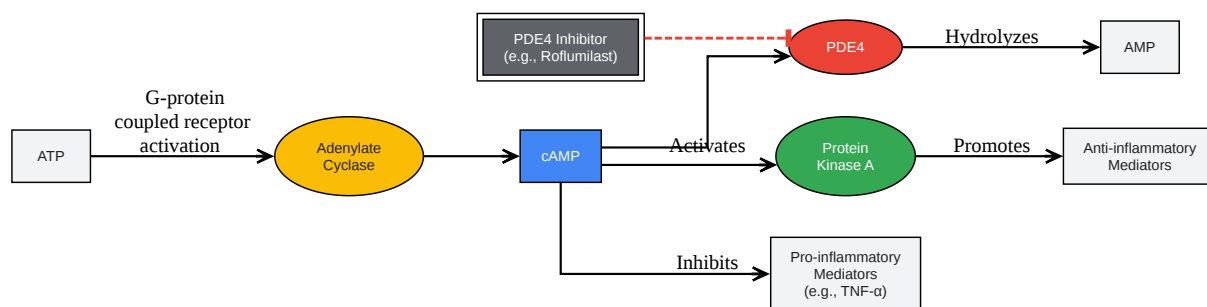 PDE4 Inhibitor
(e.g., Roflumilast)
PDE4
Hydrolyzes
AMP
G-protein
coupled receptor
activation
ATP
Adenylate
Cyclase
cAMP
Activates
Protein
Kinase A
Promotes
Anti-inflammatory
Mediators
Inhibits
Pro-inflammatory
Mediators
(e.g., TNF-α)